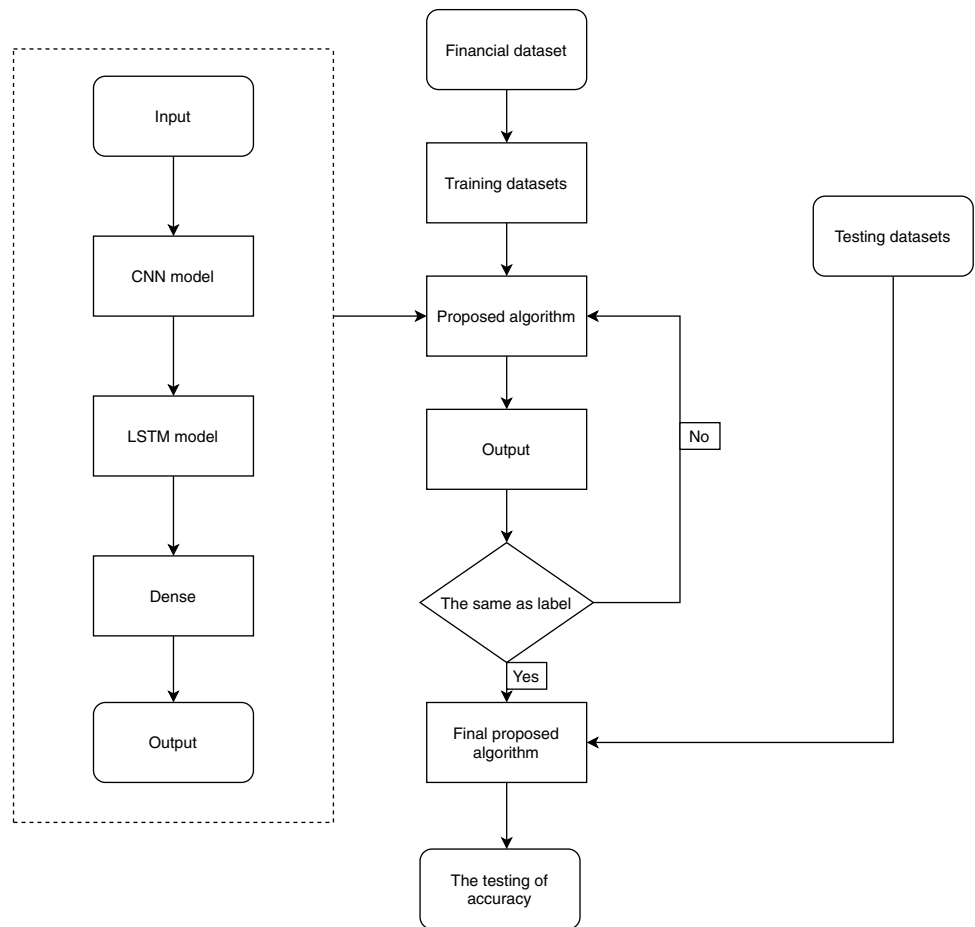 Input
CNN model
LSTM model
Dense
Output
Financial dataset
Training datasets
Proposed algorithm
Output
The same as label
No
Yes
Final proposed
algorithm
The testing of
accuracy
Testing datasets